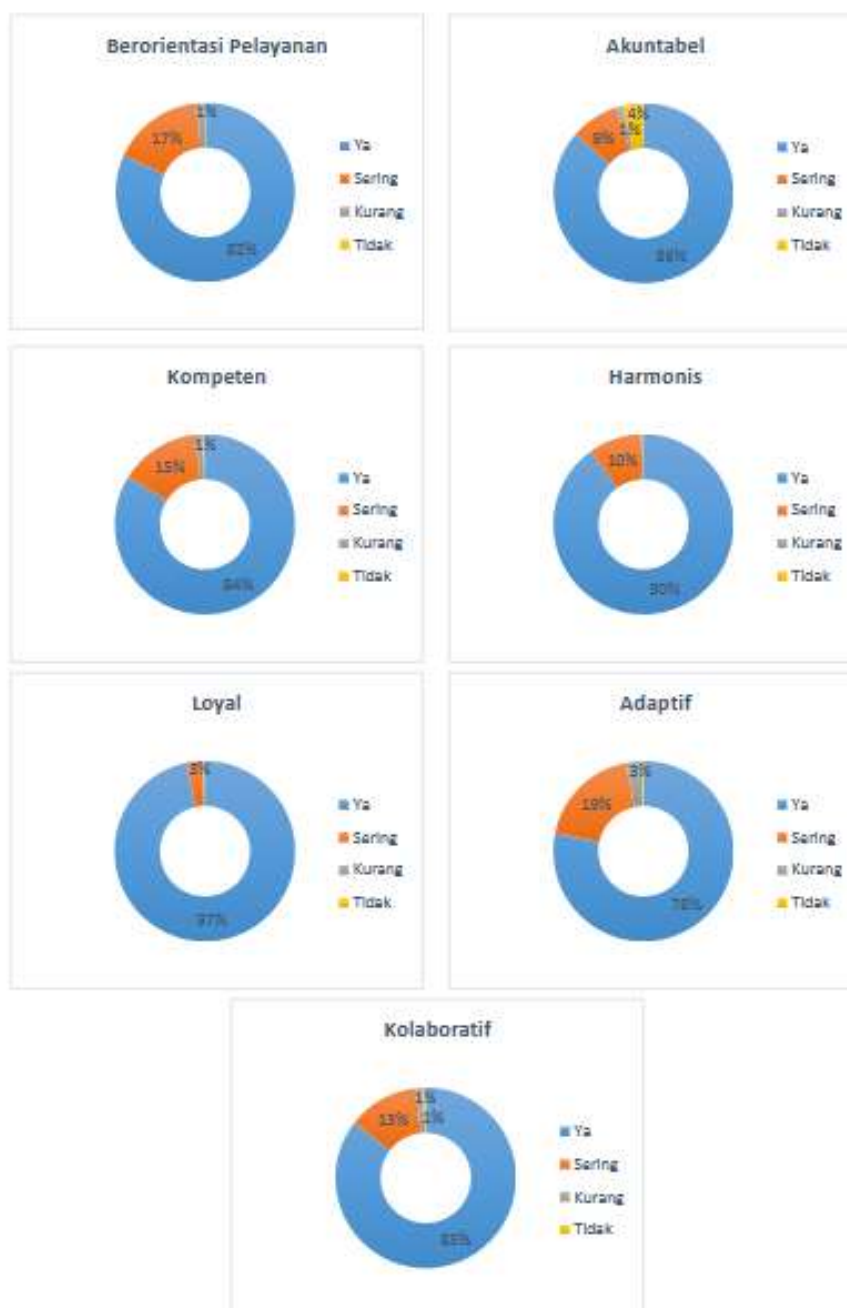 Berorientasi Pelayanan
1%
17%
82%
Ya
Sering
Kurang
Tidak
Akuntabel
4%
1%
Ya
Sering
Kurang
Tidak
Kompeten
1%
15%
84%
Ya
Sering
Kurang
Tidak
Harmonis
10%
90%
Ya
Sering
Kurang
Tidak
Loyal
3%
97%
Ya
Sering
Kurang
Tidak
Adaptif
3%
19%
78%
Ya
Sering
Kurang
Tidak
Kolaboratif
1%
1%
13%
85%
Ya
Sering
Kurang
Tidak